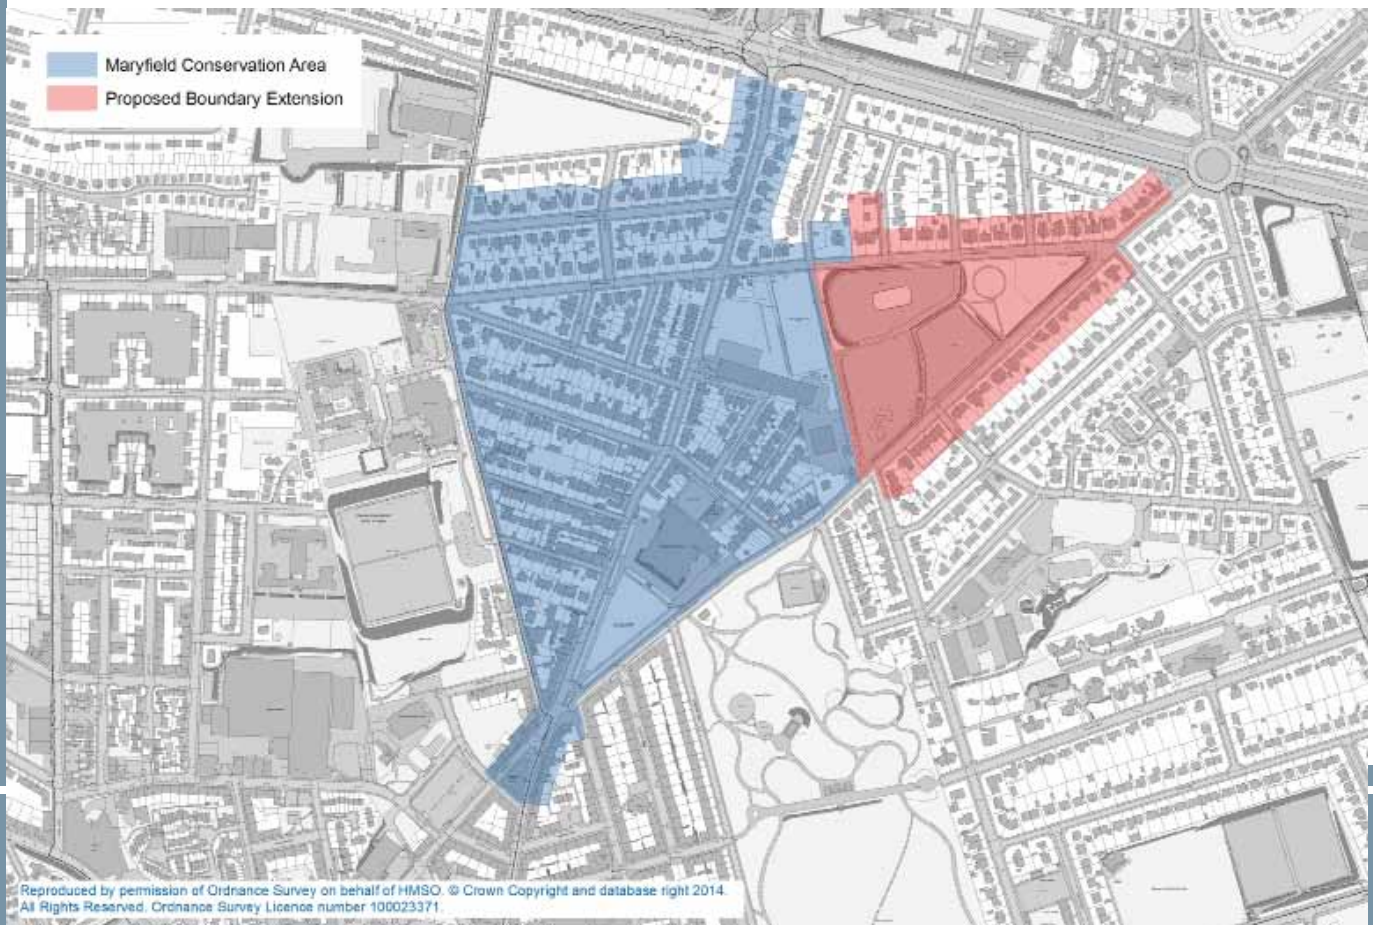 Maryfield Conservation Area
Proposed Boundary Extension
Reproduced by permission of Ordnance Survey on behalf of HMSO. © Crown Copyright and database right 2014.
All Rights Reserved. Ordnance Survey Licence number 100023371.